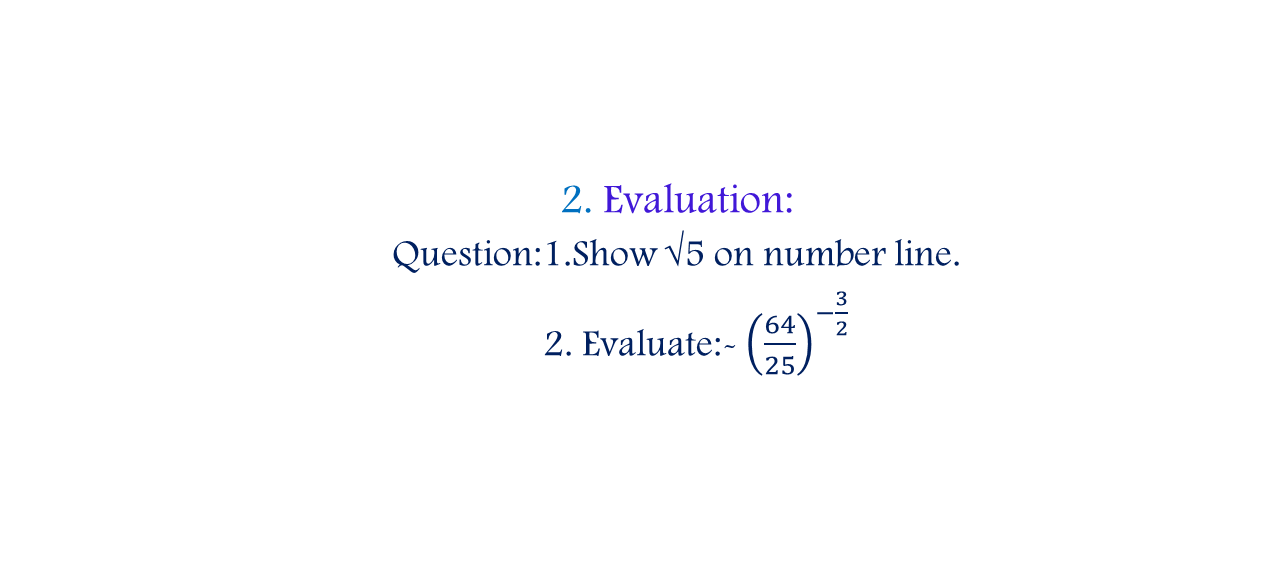 2. Evaluation:
Question:1.Show √5 on number line.
2. Evaluate:- (64/25)^(-3/2)